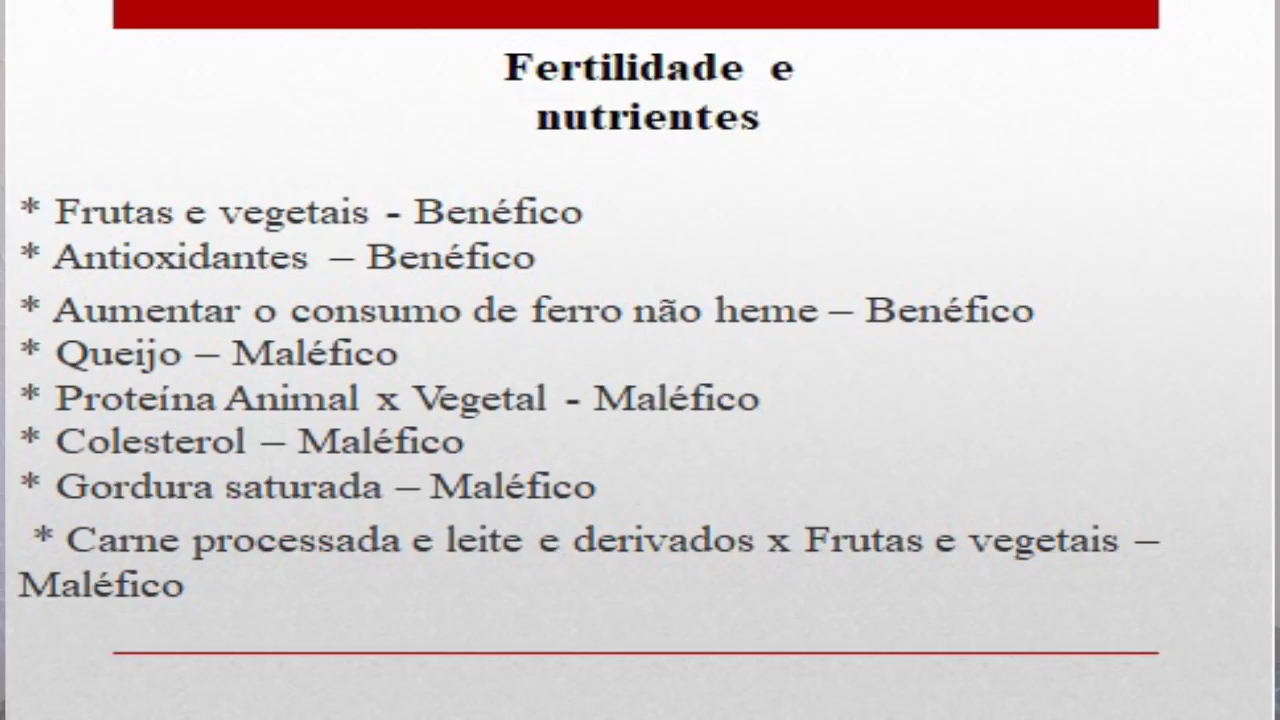 Fertilidade e
nutrientes
* Frutas e vegetais - Benéfico
* Antioxidantes – Benéfico
* Aumentar o consumo de ferro não heme – Benéfico
* Queijo – Maléfico
* Proteína Animal x Vegetal - Maléfico
* Colesterol – Maléfico
* Gordura saturada – Maléfico
* Carne processada e leite e derivados x Frutas e vegetais –
Maléfico